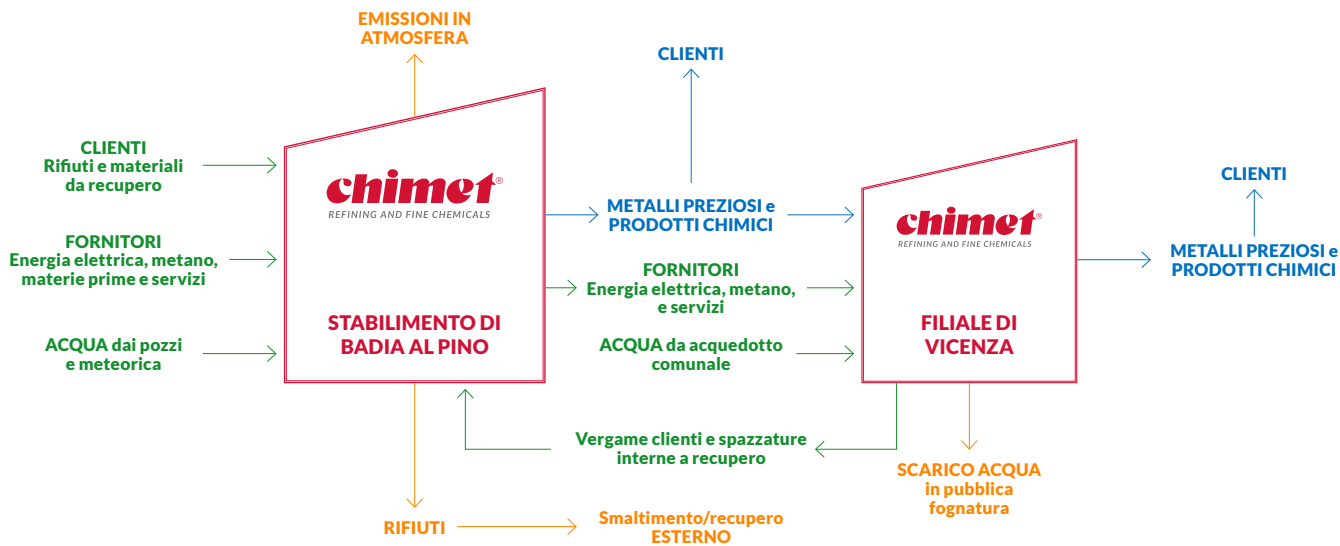 EMISSIONI IN
ATMOSFERA
CLIENTI
CLIENTI
Rifiuti e materiali
da recupero
FORNITORI
Energia elettrica, metano,
materie prime e servizi
ACQUA dai pozzi
e meteorica
chimet®
REFINING AND FINE CHEMICALS
STABILIMENTO DI
BADIA AL PINO
METALLI PREZIOSI e
PRODOTTI CHIMICI
FORNITORI
Energia elettrica, metano,
e servizi
ACQUA da acquedotto
comunale
chimet®
REFINING AND FINE CHEMICALS
FILIALE DI
VICENZA
CLIENTI
METALLI PREZIOSI e
PRODOTTI CHIMICI
Vergame clienti e spazzature
interne a recupero
SCARICO ACQUA
in pubblica
fognatura
RIFIUTI
Smaltimento/recupero
ESTERNO